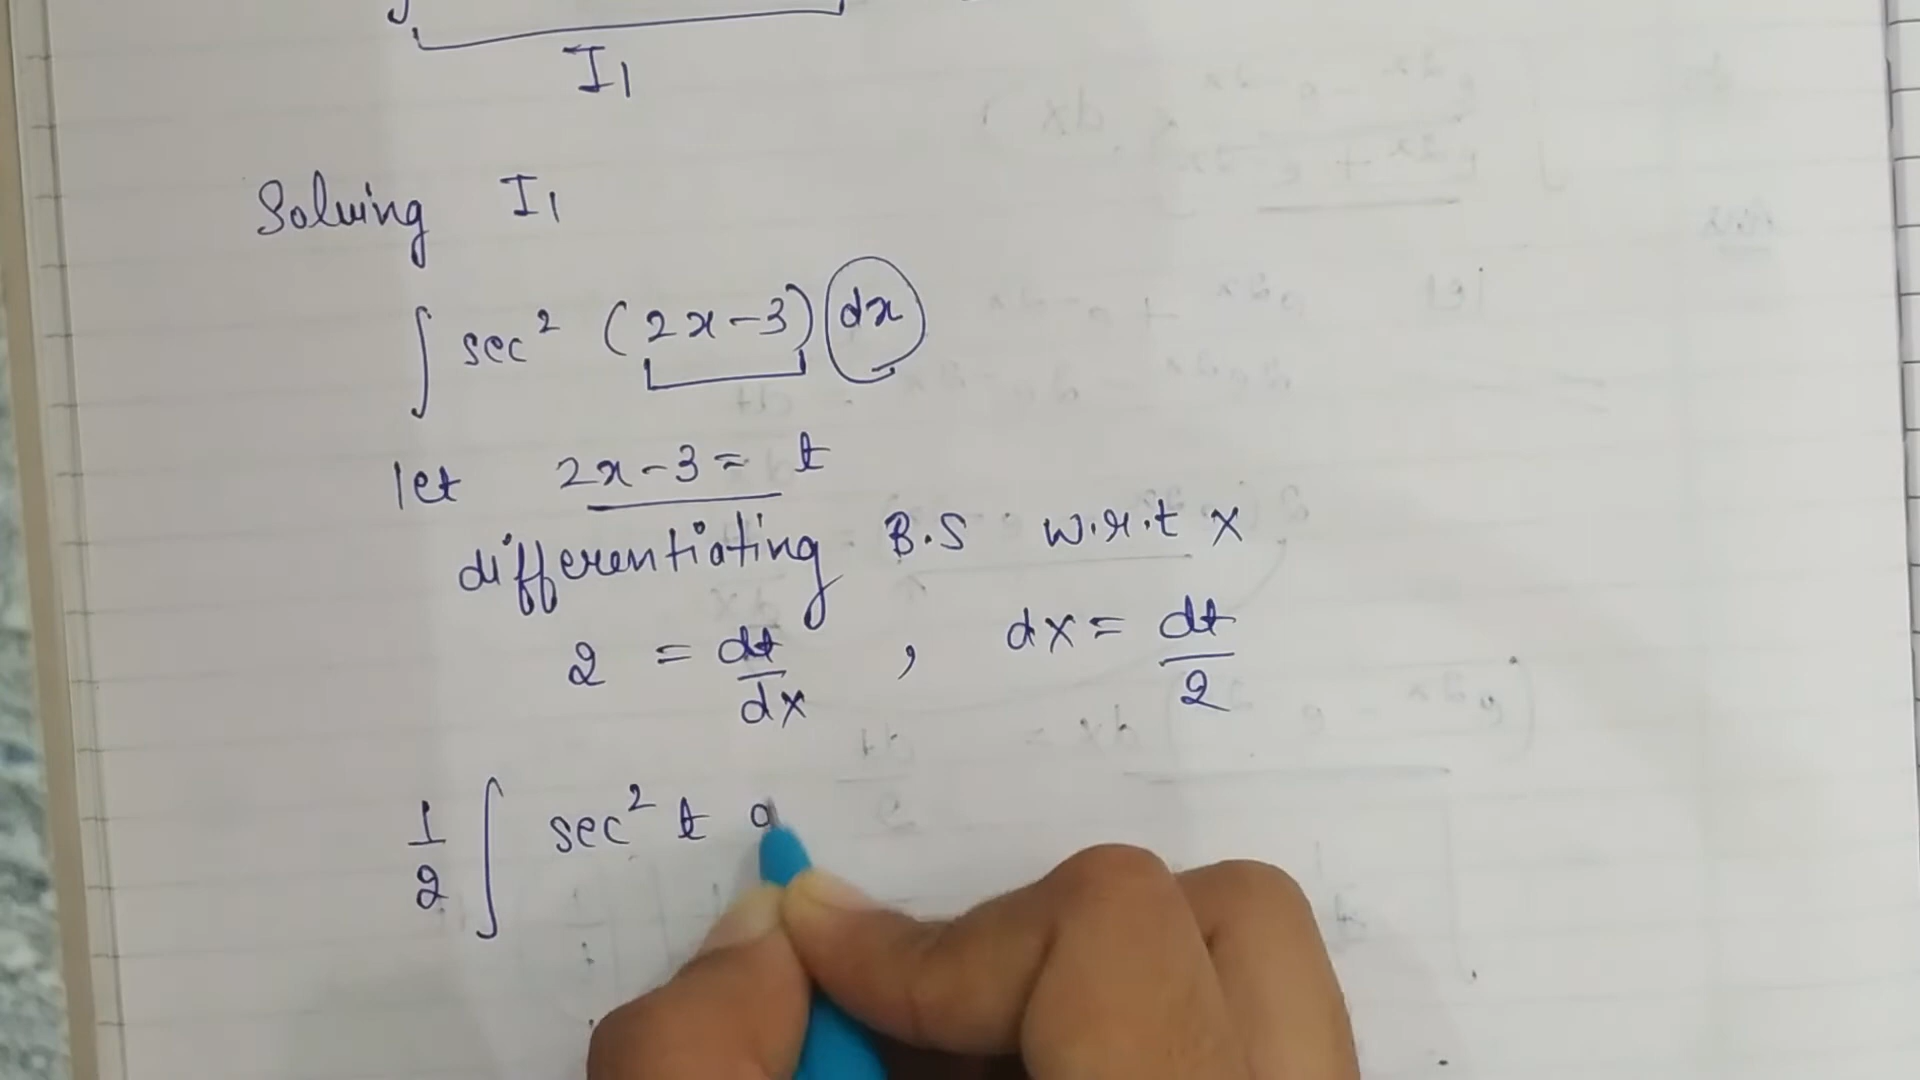 I₁
Solving I₁
∫ sec² (2x-3) dx
let 2x-3 = t
differentiating B.S w.r.t x
2 = dt/dx , dx = dt/2
1/2 ∫ sec² t